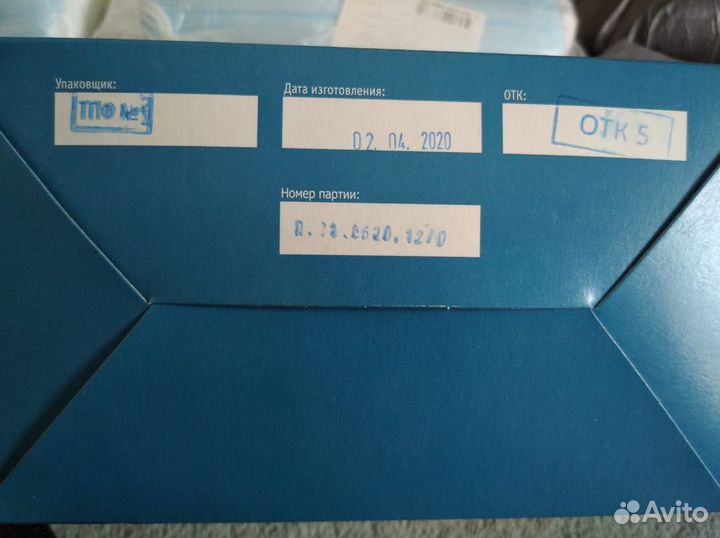 Упаковщик:
ТПФ №1
Дата изготовления:
02. 04. 2020
ОТК:
ОТК 5
Номер партии:
Avito